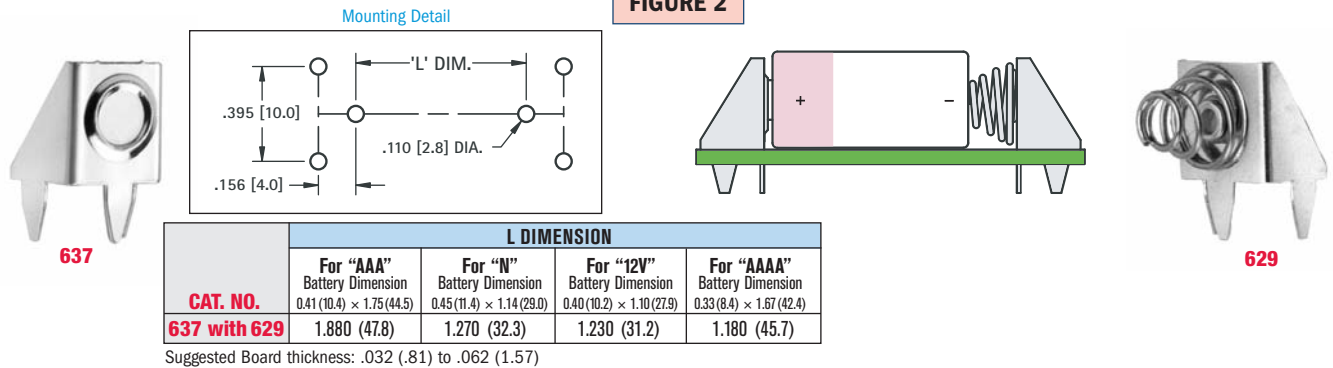 FIGURE 2
Mounting Detail
'L' DIM.
.395 [10.0]
.110 [2.8] DIA.
.156 [4.0]
+ −
637
629
L DIMENSION
CAT. NO.
For “AAA” For “N” For “12V” For “AAAA”
Battery Dimension Battery Dimension Battery Dimension Battery Dimension
0.41 (10.4) × 1.75 (44.5) 0.45 (11.4) × 1.14 (29.0) 0.40 (10.2) × 1.10 (27.9) 0.33 (8.4) × 1.67 (42.4)
637 with 629 1.880 (47.8) 1.270 (32.3) 1.230 (31.2) 1.180 (45.7)
Suggested Board thickness: .032 (.81) to .062 (1.57)